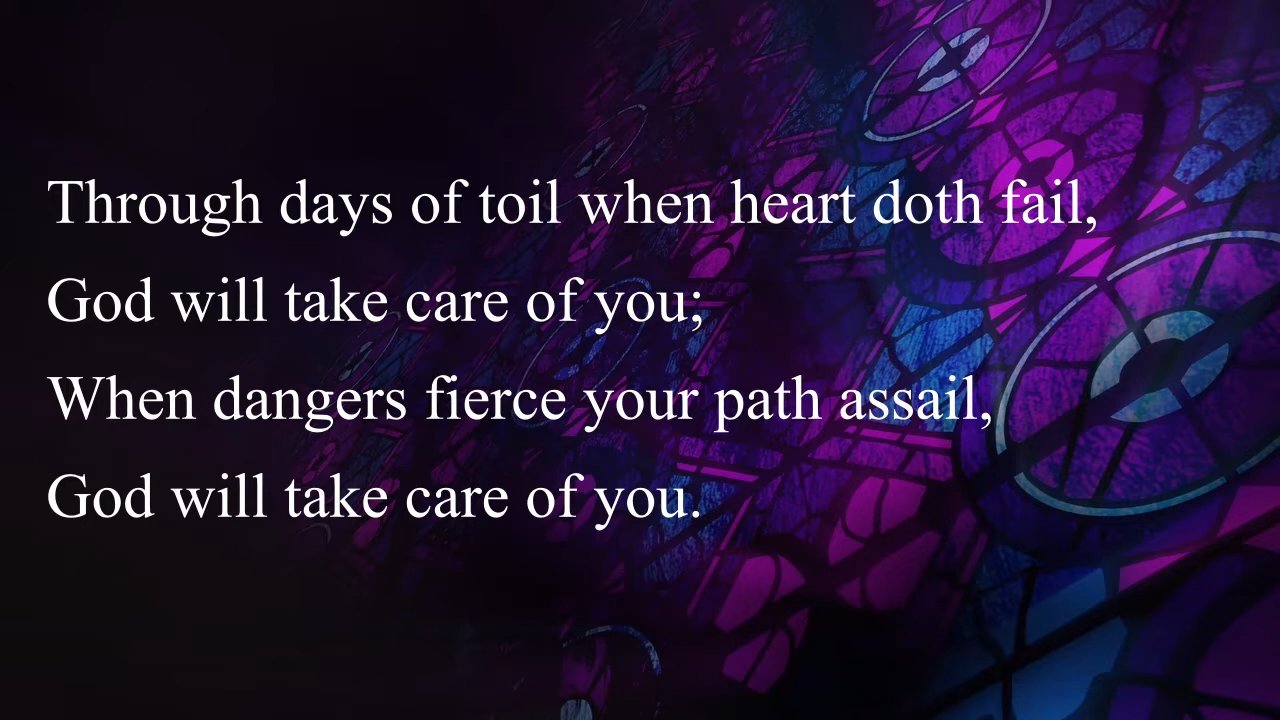 Through days of toil when heart doth fail,
God will take care of you;
When dangers fierce your path assail,
God will take care of you.